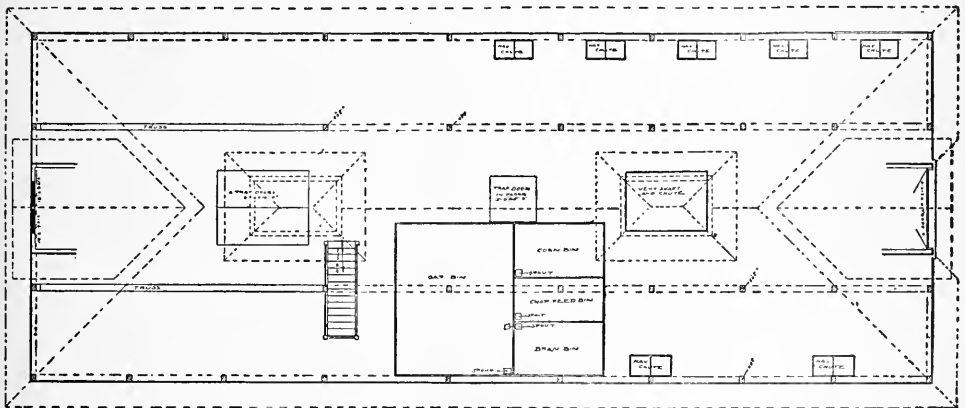 HAY
CHUTE
HAY
CHUTE
HAY
CHUTE
HAY
CHUTE
HAY
CHUTE
TRUSS
TRAP DOOR
IN FLOOR
VENT SHAFT
AND CHUTE
OAT BIN
CORN BIN
SPOUT
TRUSS
CHOP FEED BIN
SPOUT
SPOUT
BRAN BIN
SPOUT
HAY
CHUTE
HAY
CHUTE